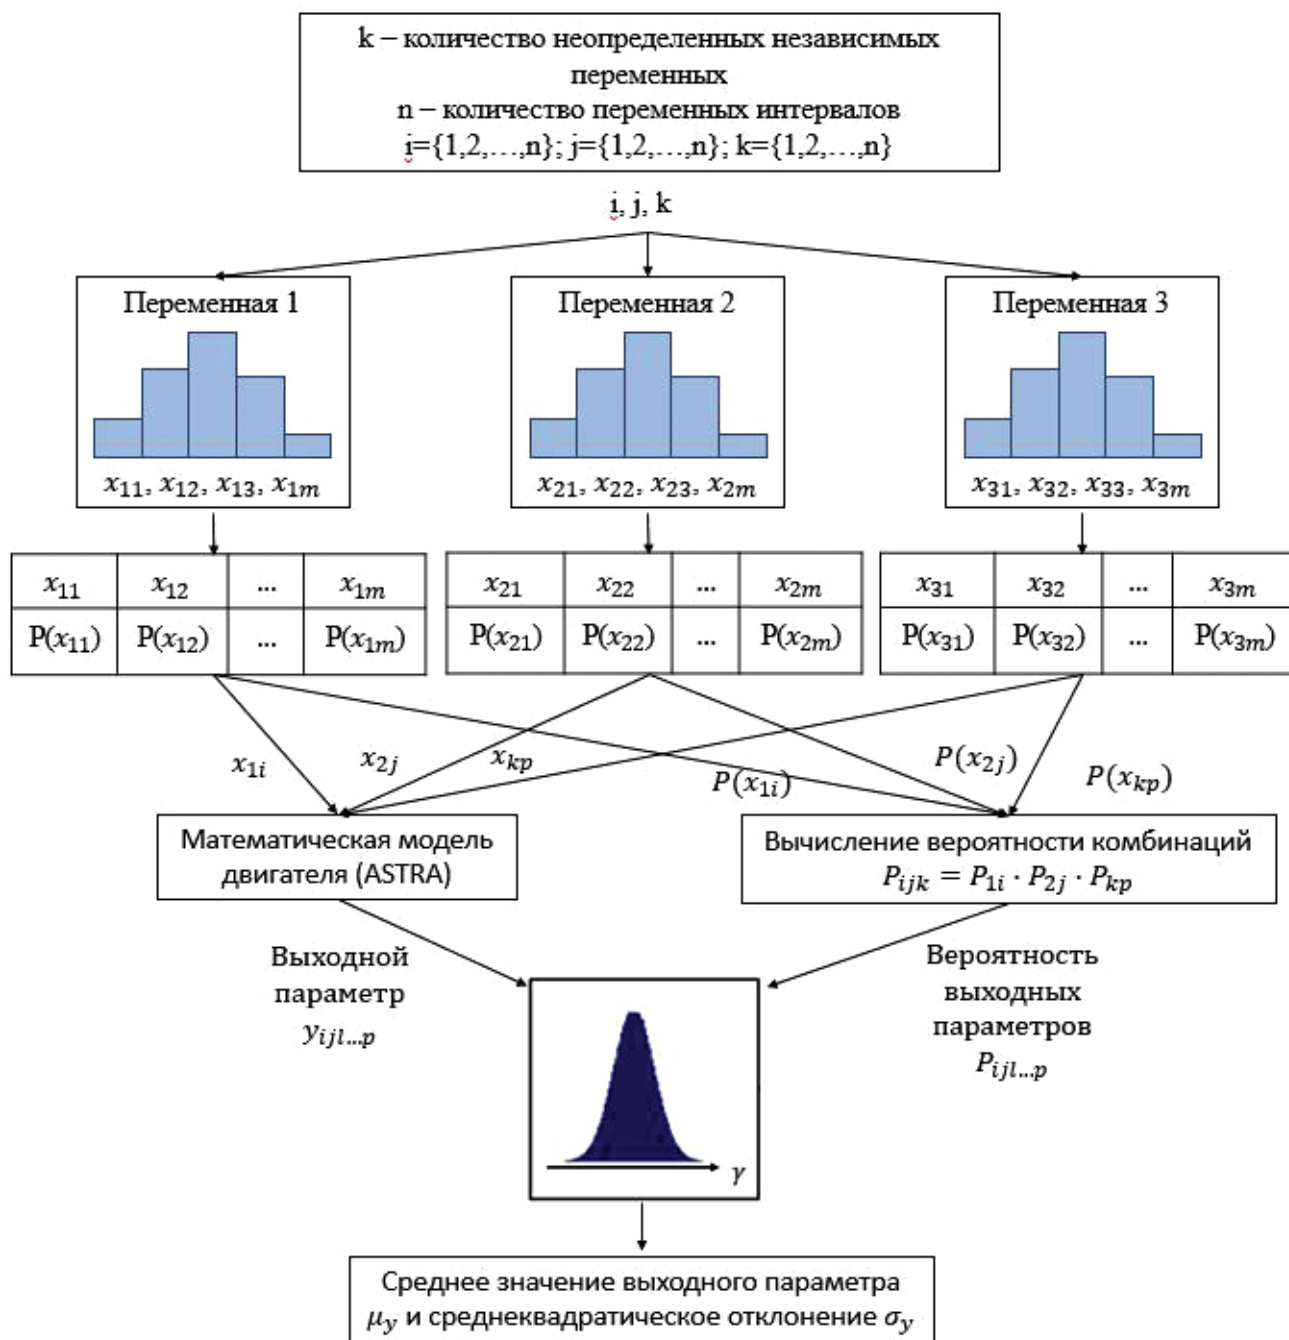 k – количество неопределенных независимых
переменных
n – количество переменных интервалов
i={1,2,…,n}; j={1,2,…,n}; k={1,2,…,n}
i, j, k
Переменная 1
Переменная 2
Переменная 3
x₁₁, x₁₂, x₁₃, x₁ₘ
x₂₁, x₂₂, x₂₃, x₂ₘ
x₃₁, x₃₂, x₃₃, x₃ₘ
x₁₁ x₁₂ ... x₁ₘ
P(x₁₁) P(x₁₂) ... P(x₁ₘ)
x₂₁ x₂₂ ... x₂ₘ
P(x₂₁) P(x₂₂) ... P(x₂ₘ)
x₃₁ x₃₂ ... x₃ₘ
P(x₃₁) P(x₃₂) ... P(x₃ₘ)
x₁ᵢ
x₂ⱼ
xₖₚ
P(x₁ᵢ)
P(x₂ⱼ)
P(xₖₚ)
Математическая модель
двигателя (ASTRA)
Вычисление вероятности комбинаций
Pᵢⱼₖ = P₁ᵢ · P₂ⱼ · Pₖₚ
Выходной
параметр
yᵢⱼₗ…ₚ
Вероятность
выходных
параметров
Pᵢⱼₗ…ₚ
γ
Среднее значение выходного параметра
μ_y и среднеквадратическое отклонение σ_y